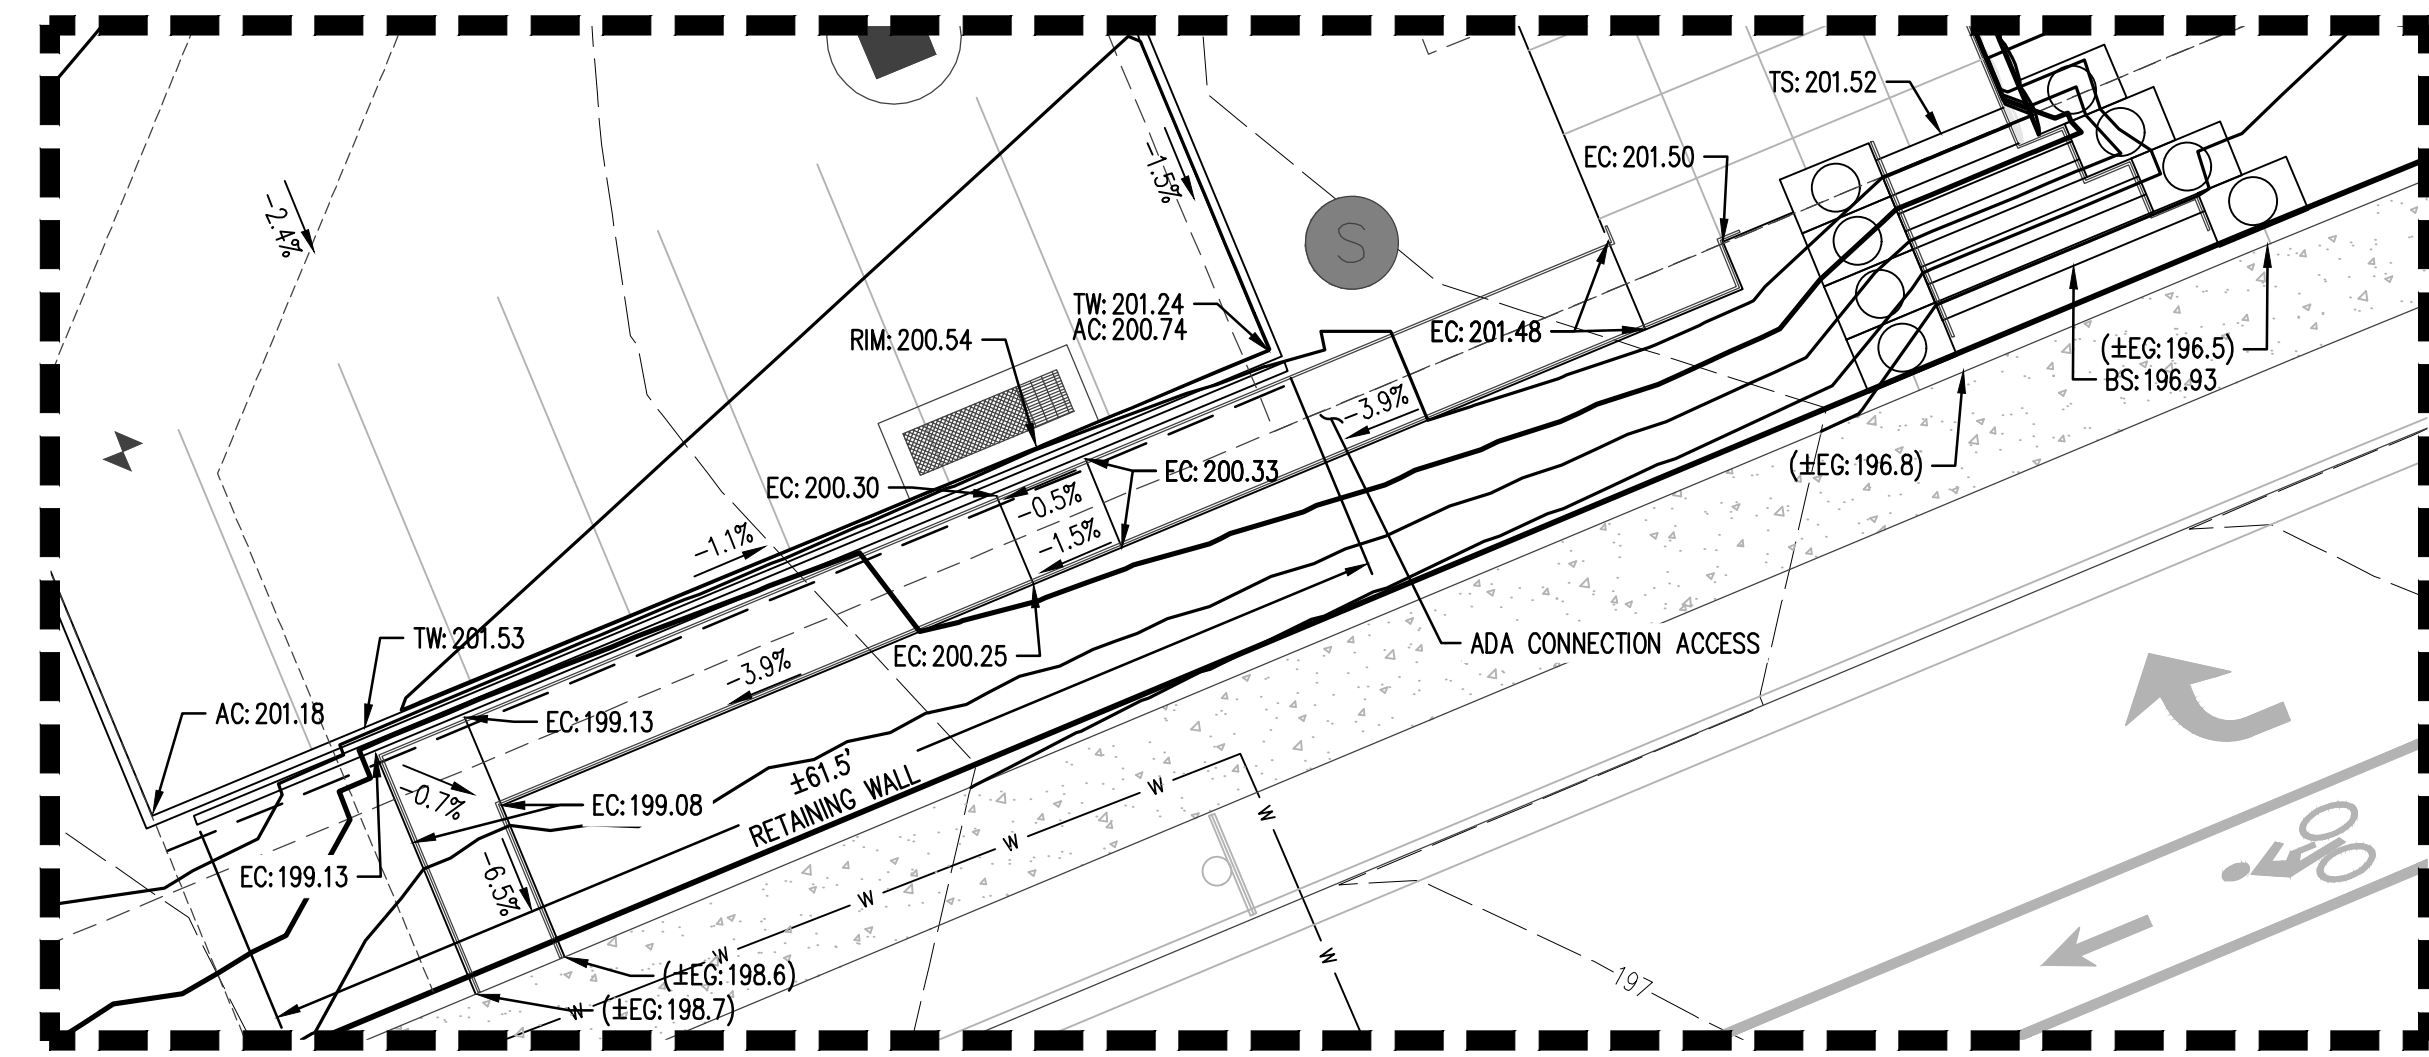 TS: 201.52
-1.5%
EC: 201.50
-2.4%
S
TW: 201.24
AC: 200.74
RIM: 200.54
EC: 201.48
(±EG: 196.5)
BS: 196.93
-3.9%
(±EG: 196.8)
EC: 200.33
EC: 200.30
-0.5%
-1.5%
-1.1%
TW: 201.53
EC: 200.25
ADA CONNECTION ACCESS
-3.9%
AC: 201.18
EC: 199.13
±61.5'
RETAINING WALL
-0.7%
EC: 199.08
W
W
W
W
EC: 199.13
-6.5%
W
W
(±EG: 198.6)
197
(±EG: 198.7)
W